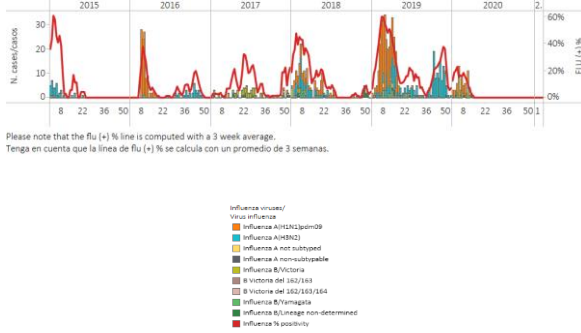 2015 2016 2017 2018 2019 2020 2.
N. cases/casos
30
20
10
0
60%
40%
20%
0%
FLU (+) %
8 22 36 50 8 22 36 50 8 22 36 50 8 22 36 50 8 22 36 50 8 22 36 50 1
Please note that the flu (+) % line is computed with a 3 week average.
Tenga en cuenta que la línea de flu (+) % se calcula con un promedio de 3 semanas.
Influenza viruses/
Virus influenza
Influenza A(H1N1)pdm09
Influenza A(H3N2)
Influenza A not subtyped
Influenza A non-subtypable
Influenza B/Victoria
B Victoria del 162/163
B Victoria del 162/163/164
Influenza B/Yamagata
Influenza B/Lineage non-determined
Influenza % positivity